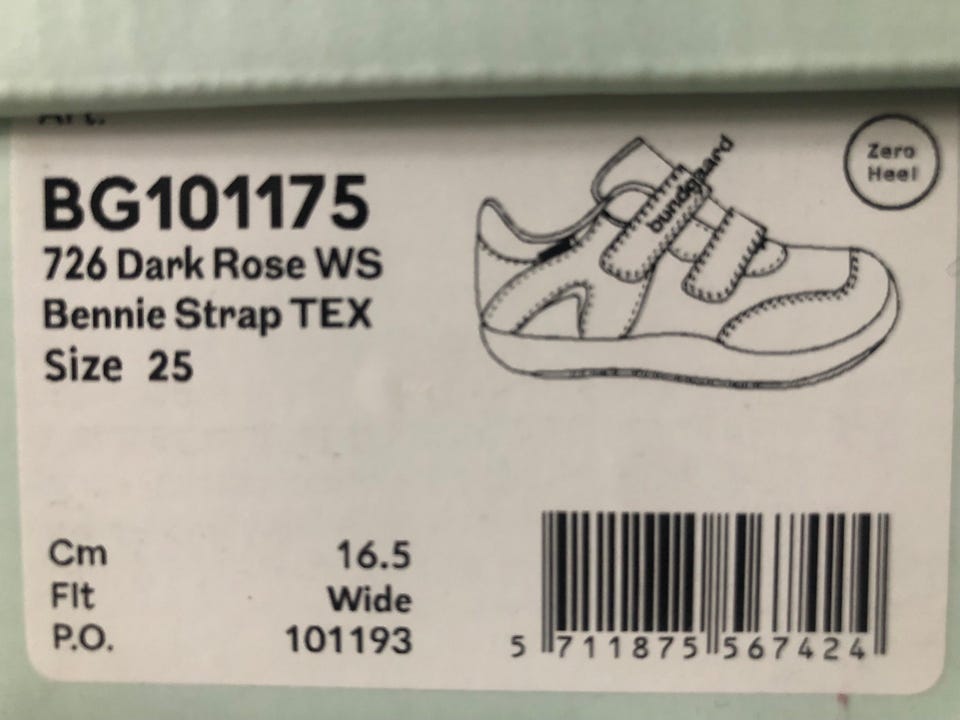 Art.
BG101175
726 Dark Rose WS
Bennie Strap TEX
Size 25
bundgaard
Zero
Heel
Cm 16.5
Fit Wide
P.O. 101193
5 711875 567424